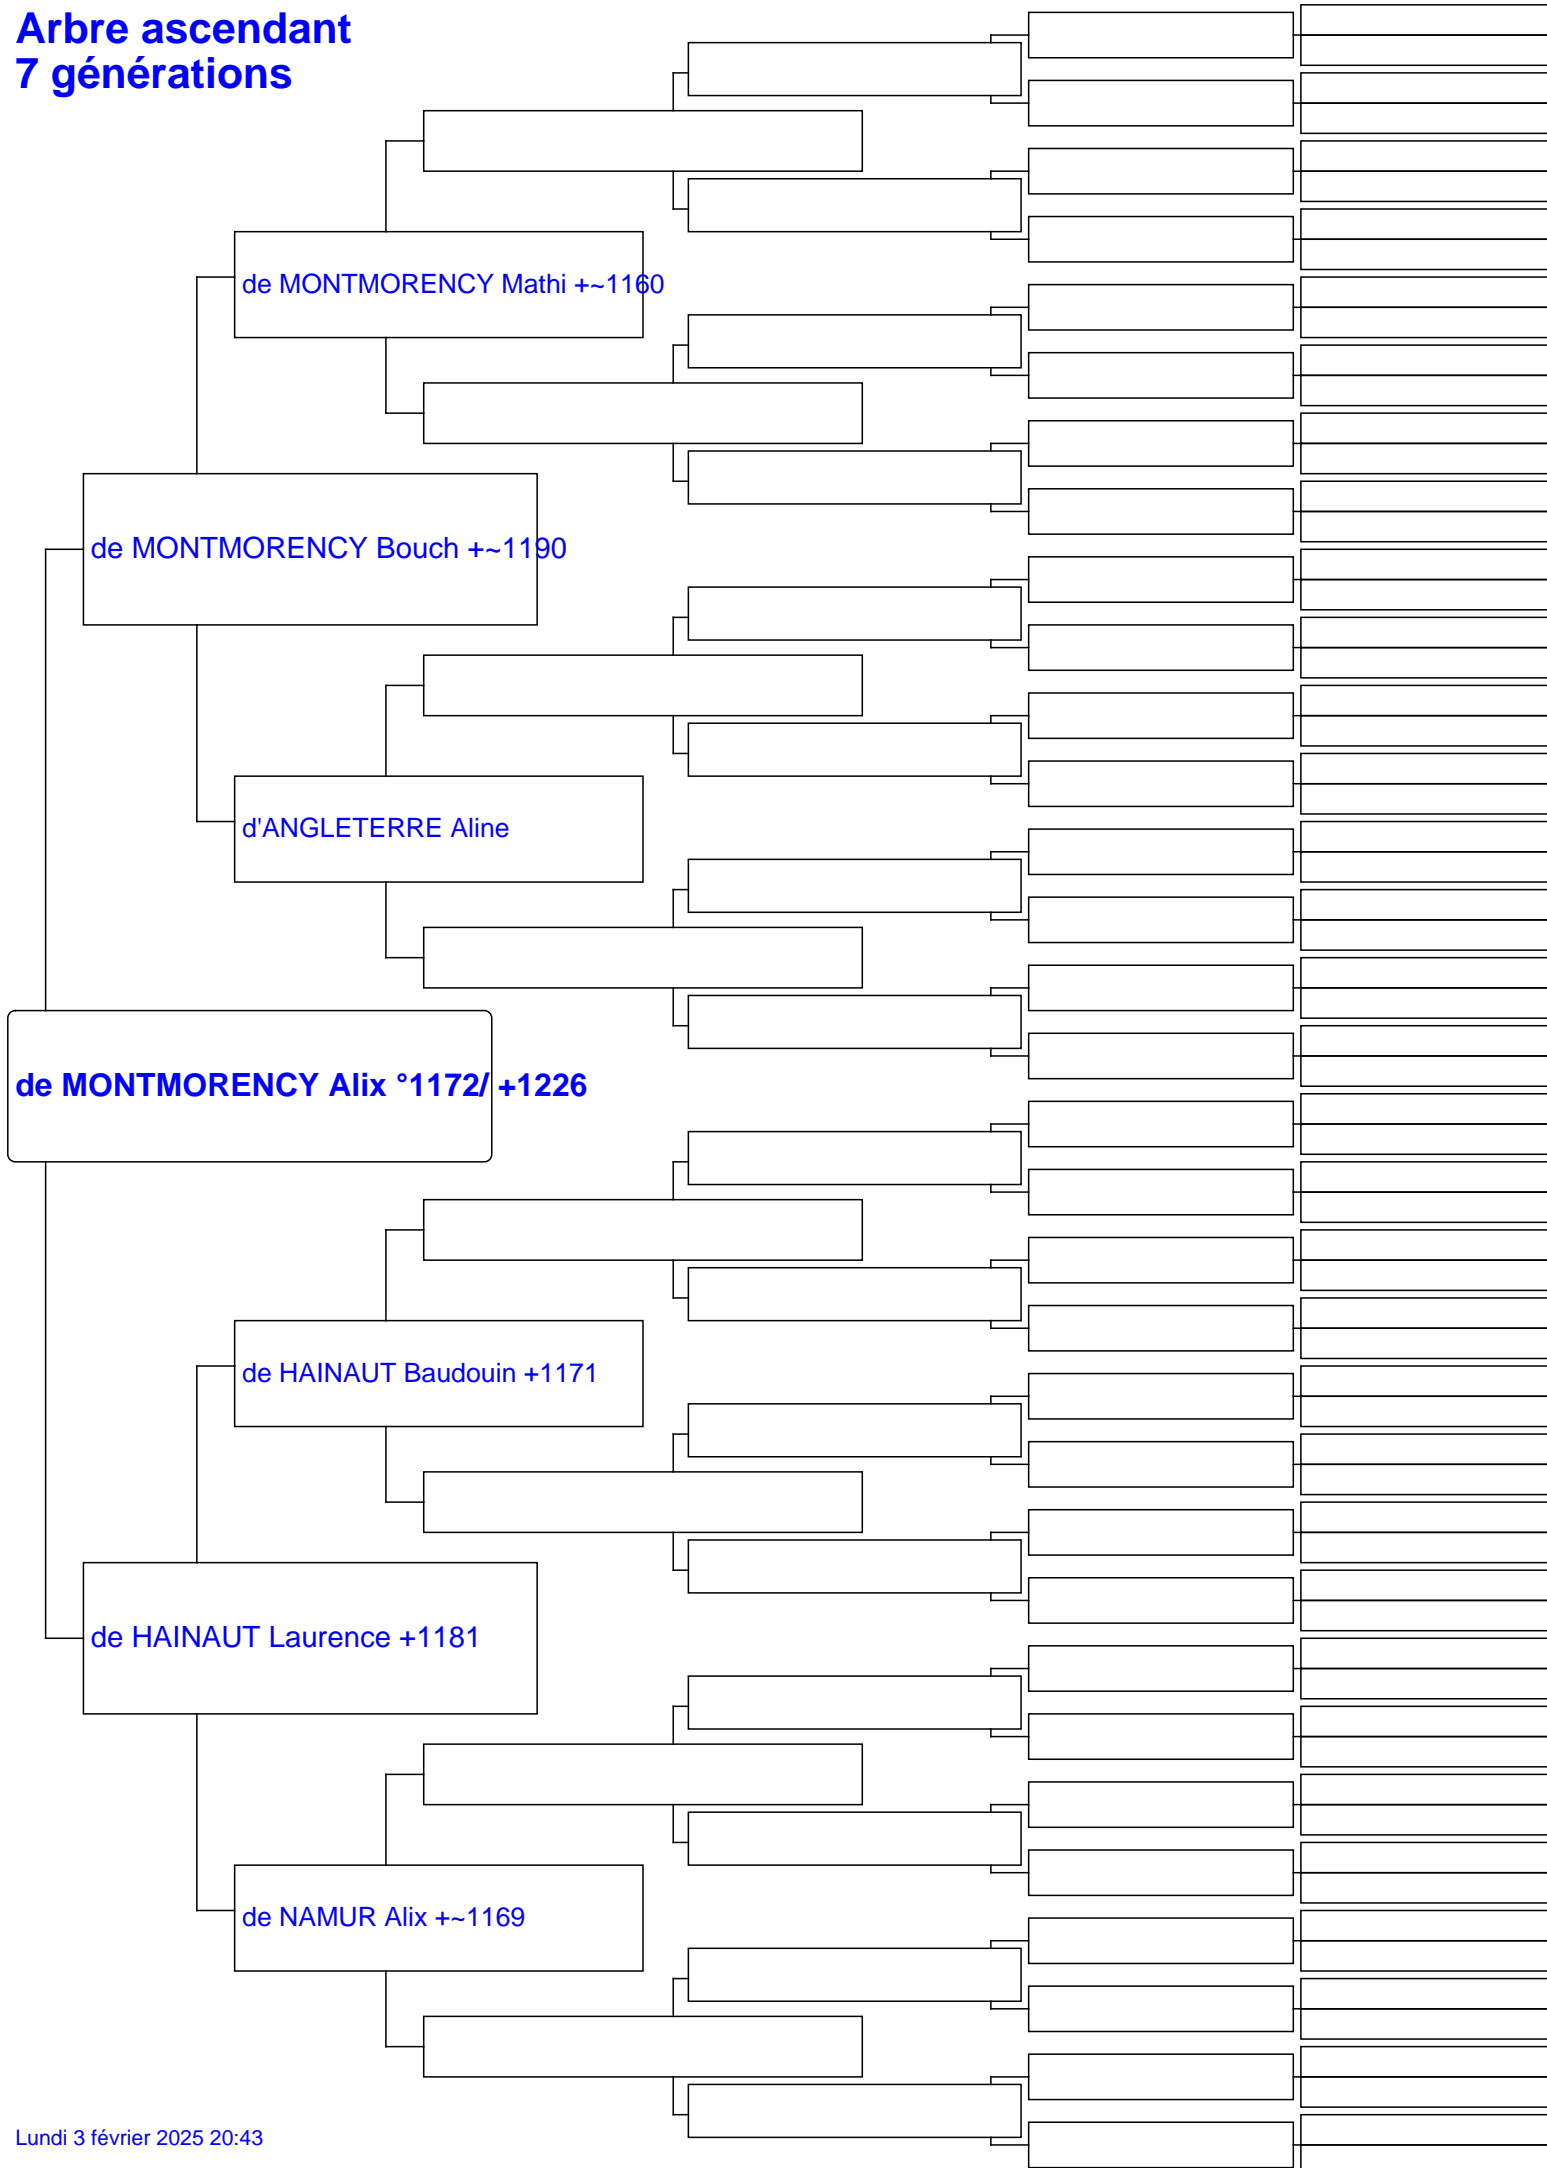 Arbre ascendant
7 générations
de MONTMORENCY Mathi +~1160
de MONTMORENCY Bouch +~1190
d'ANGLETERRE Aline
de MONTMORENCY Alix °1172/ +1226
de HAINAUT Baudouin +1171
de HAINAUT Laurence +1181
de NAMUR Alix +~1169
Lundi 3 février 2025 20:43